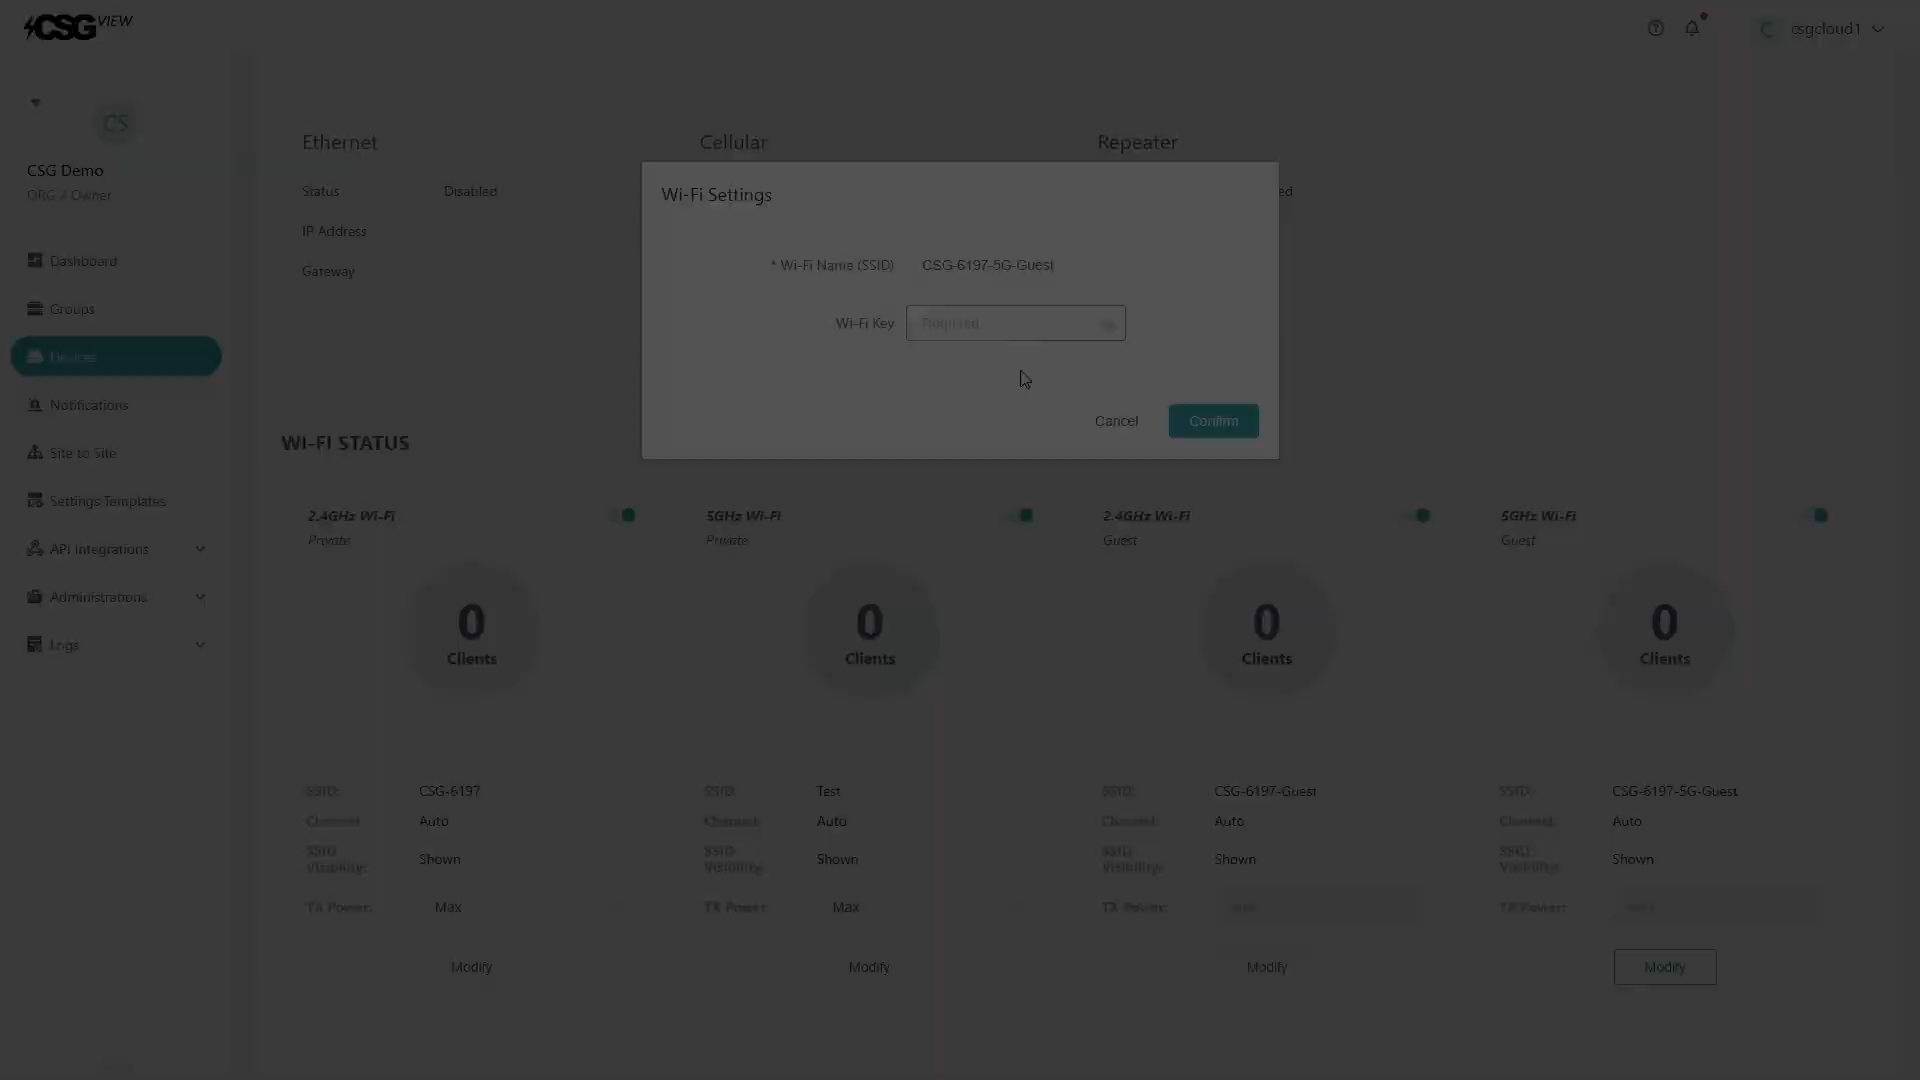 CSG VIEW
csgcloud1
CS
CSG Demo
ORG / Owner
Dashboard
Groups
Devices
Notifications
Site to Site
Settings Templates
API Integrations
Administrations
Logs
Ethernet
Status Disabled
IP Address
Gateway
Cellular
Repeater
ed
Wi-Fi Settings
* Wi-Fi Name (SSID) CSG-6197-5G-Guest
Wi-Fi Key Required
Cancel Confirm
WI-FI STATUS
2.4GHz Wi-Fi
Private
0
Clients
SSID: CSG-6197
Channel: Auto
SSID Visibility: Shown
TX Power: Max
Modify
5GHz Wi-Fi
Private
0
Clients
SSID: Test
Channel: Auto
SSID Visibility: Shown
TX Power: Max
Modify
2.4GHz Wi-Fi
Guest
0
Clients
SSID: CSG-6197-Guest
Channel: Auto
SSID Visibility: Shown
TX Power:
Modify
5GHz Wi-Fi
Guest
0
Clients
SSID: CSG-6197-5G-Guest
Channel: Auto
SSID Visibility: Shown
TX Power:
Modify